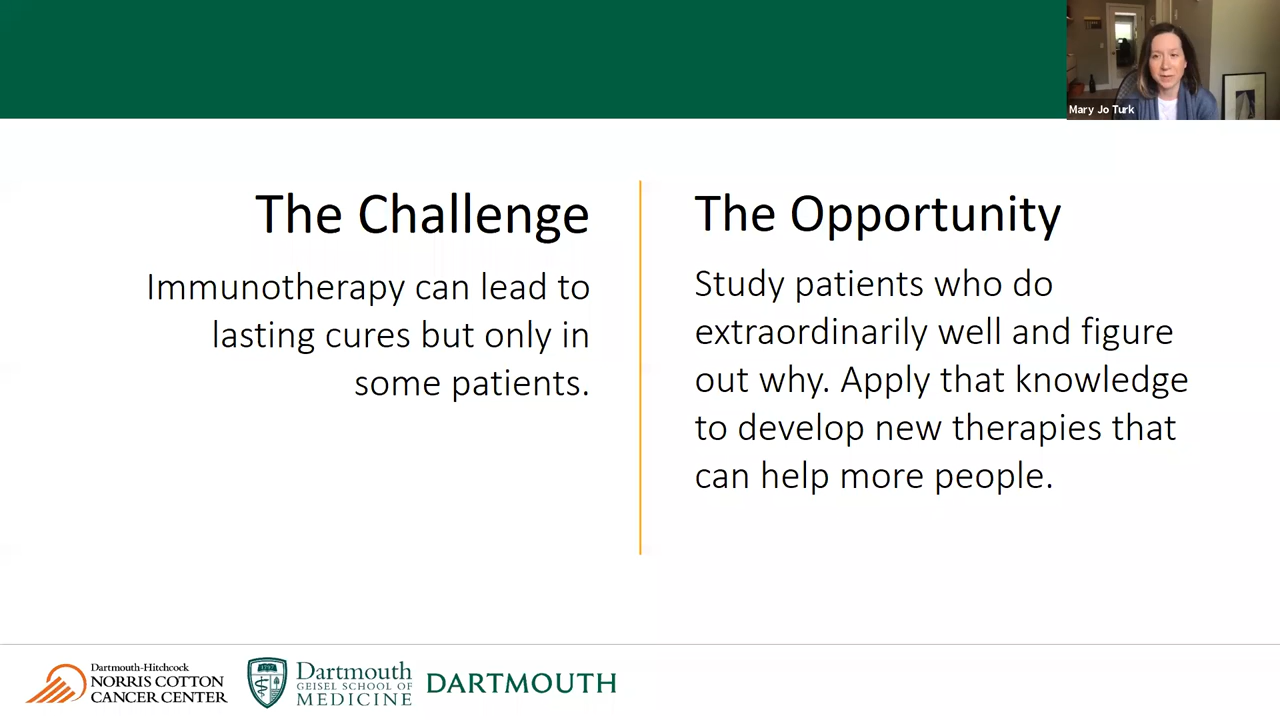 Mary Jo Turk
The Challenge
Immunotherapy can lead to
lasting cures but only in
some patients.
The Opportunity
Study patients who do
extraordinarily well and figure
out why. Apply that knowledge
to develop new therapies that
can help more people.
Dartmouth-Hitchcock
NORRIS COTTON
CANCER CENTER
1797
Dartmouth
GEISEL SCHOOL OF
MEDICINE
DARTMOUTH